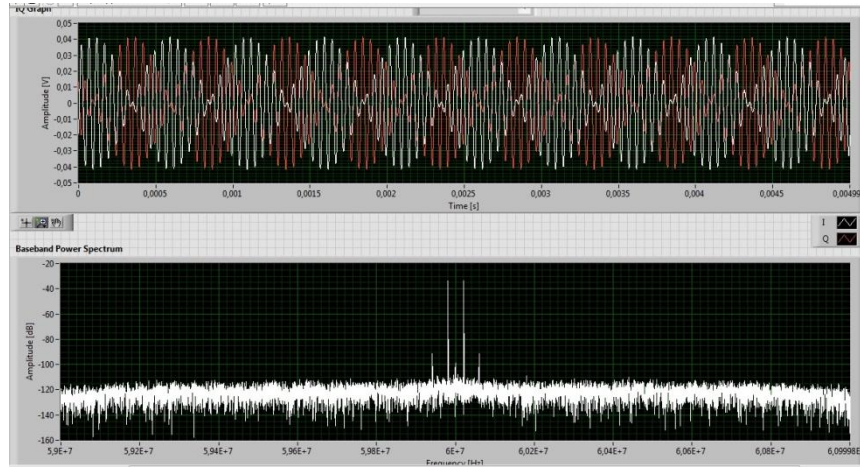 IQ Graph
0,05
0,04
0,03
0,02
0,01
0
-0,01
-0,02
-0,03
-0,04
-0,05
Amplitude [V]
0 0,0005 0,001 0,0015 0,002 0,0025 0,003 0,0035 0,004 0,0045 0,00499
Time [s]
I
Q
Baseband Power Spectrum
-20
-40
-60
-80
-100
-120
-140
-160
Amplitude [dB]
5,9E+7 5,92E+7 5,94E+7 5,96E+7 5,98E+7 6E+7 6,02E+7 6,04E+7 6,06E+7 6,08E+7 6,09998E
Frequency [Hz]